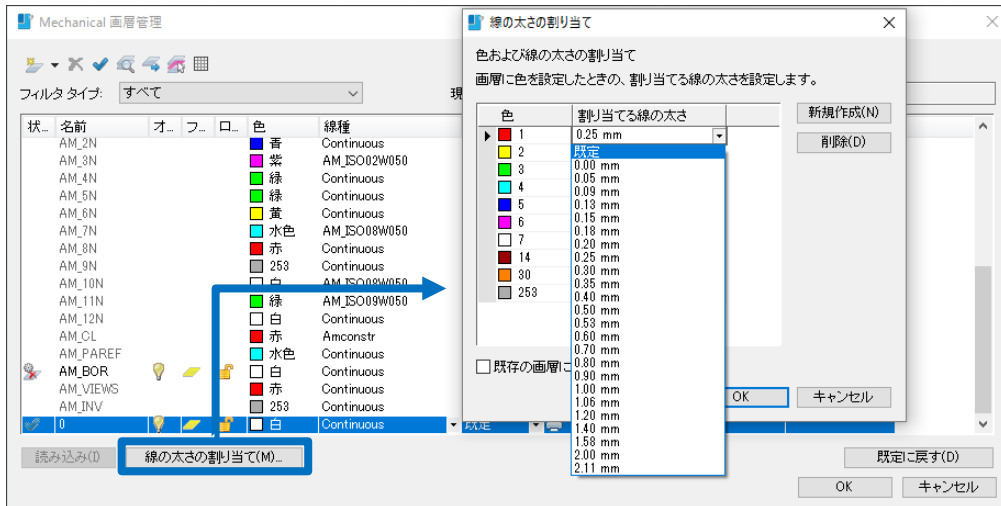 Mechanical 画層管理
フィルタ タイプ: すべて
現
状... 名前 オ... フ... ロ... 色 線種
AM_2N 青 Continuous
AM_3N 紫 AM_ISO02W050
AM_4N 緑 Continuous
AM_5N 緑 Continuous
AM_6N 黄 Continuous
AM_7N 水色 AM_ISO08W050
AM_8N 赤 Continuous
AM_9N 253 Continuous
AM_10N 白 AM_ISO09W050
AM_11N 緑 AM_ISO09W050
AM_12N 白 Continuous
AM_CL 赤 Amconstr
AM_PAREF 水色 Continuous
AM_BOR 白 Continuous
AM_VIEWS 赤 Continuous
AM_INV 253 Continuous
0 白 Continuous 既定
読み込み(I) 線の太さの割り当て(M)... 既定に戻す(D)
OK キャンセル
線の太さの割り当て
色および線の太さの割り当て
画層に色を設定したときの、割り当てる線の太さを設定します。
色 割り当てる線の太さ
1 0.25 mm
2
3
4
5
6
7
14
30
253
既定
0.00 mm
0.05 mm
0.09 mm
0.13 mm
0.15 mm
0.18 mm
0.20 mm
0.25 mm
0.30 mm
0.35 mm
0.40 mm
0.50 mm
0.53 mm
0.60 mm
0.70 mm
0.80 mm
0.90 mm
1.00 mm
1.06 mm
1.20 mm
1.40 mm
1.58 mm
2.00 mm
2.11 mm
新規作成(N)
削除(D)
既存の画層に
OK キャンセル